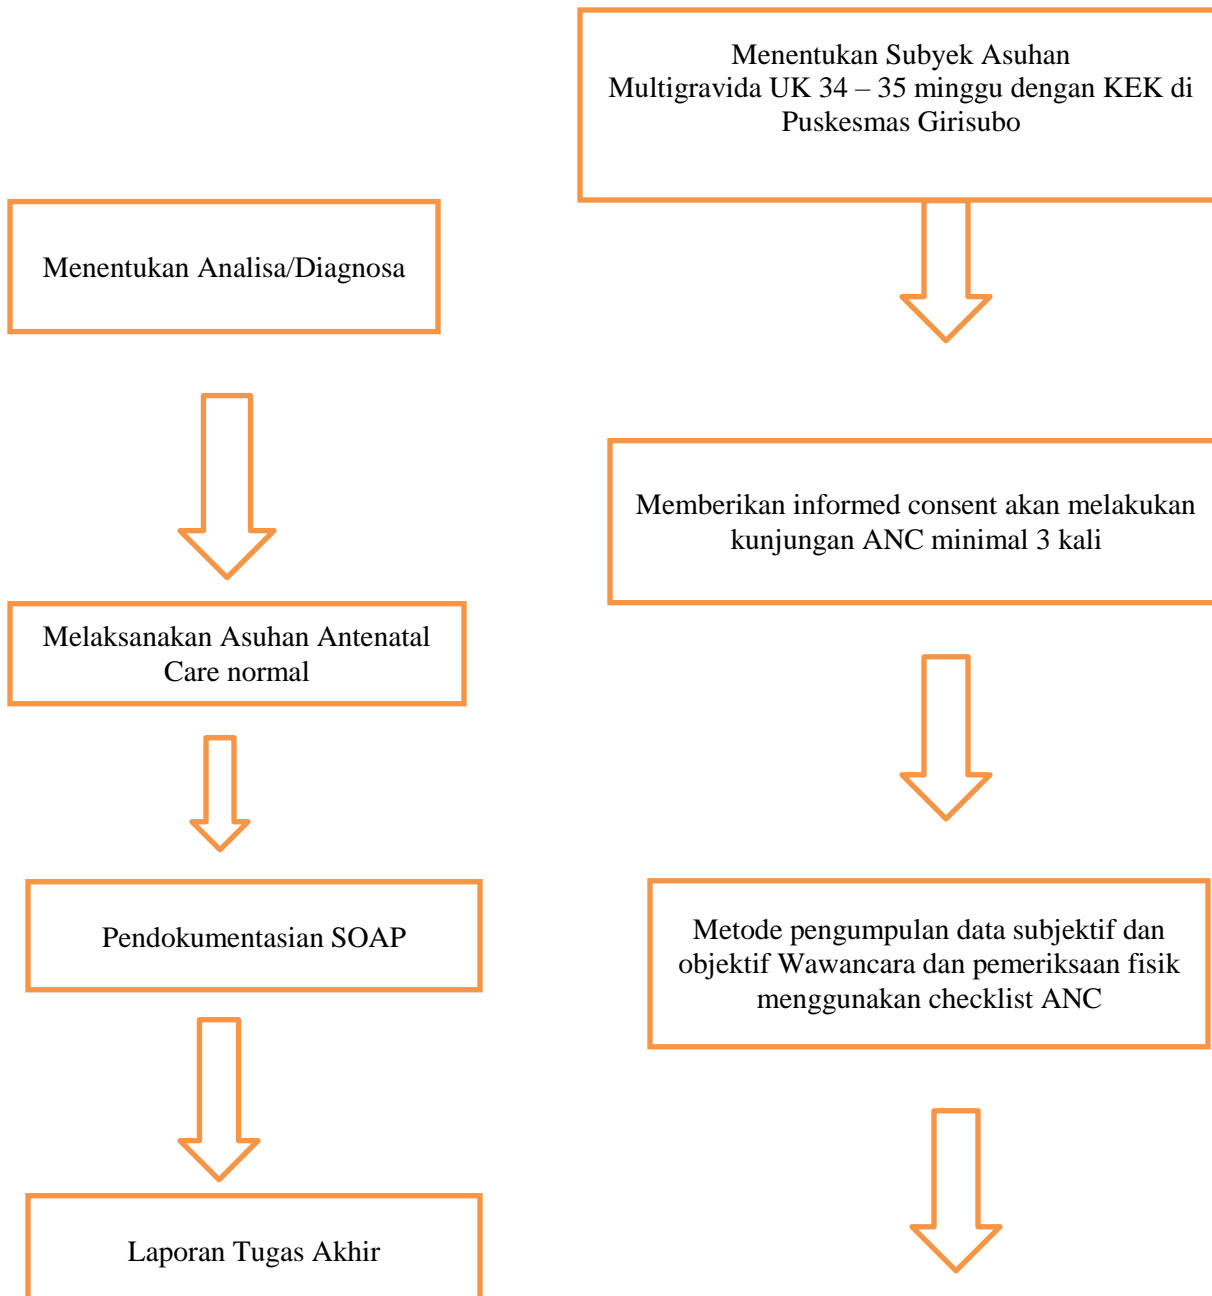 Menentukan Subyek Asuhan
Multigravida UK 34 – 35 minggu dengan KEK di
Puskesmas Girisubo
Memberikan informed consent akan melakukan
kunjungan ANC minimal 3 kali
Metode pengumpulan data subjektif dan
objektif Wawancara dan pemeriksaan fisik
menggunakan checklist ANC
Menentukan Analisa/Diagnosa
Melaksanakan Asuhan Antenatal
Care normal
Pendokumentasian SOAP
Laporan Tugas Akhir